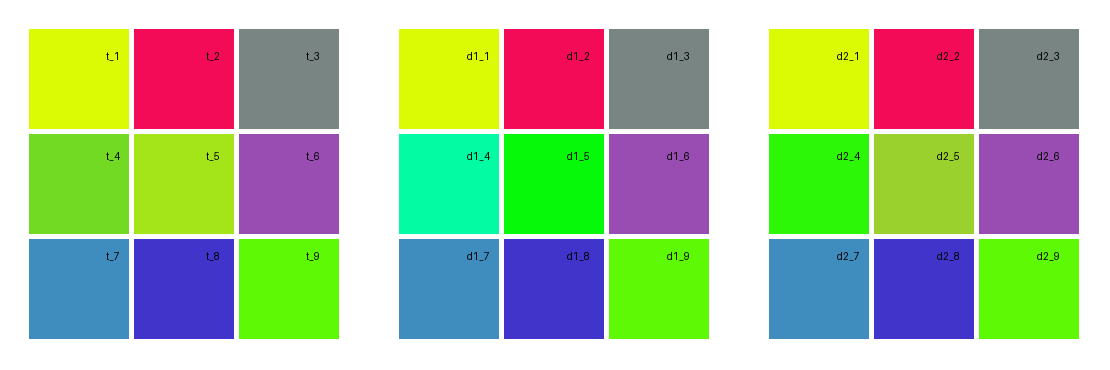 t_1 t_2 t_3 d1_1 d1_2 d1_3 d2_1 d2_2 d2_3
t_4 t_5 t_6 d1_4 d1_5 d1_6 d2_4 d2_5 d2_6
t_7 t_8 t_9 d1_7 d1_8 d1_9 d2_7 d2_8 d2_9